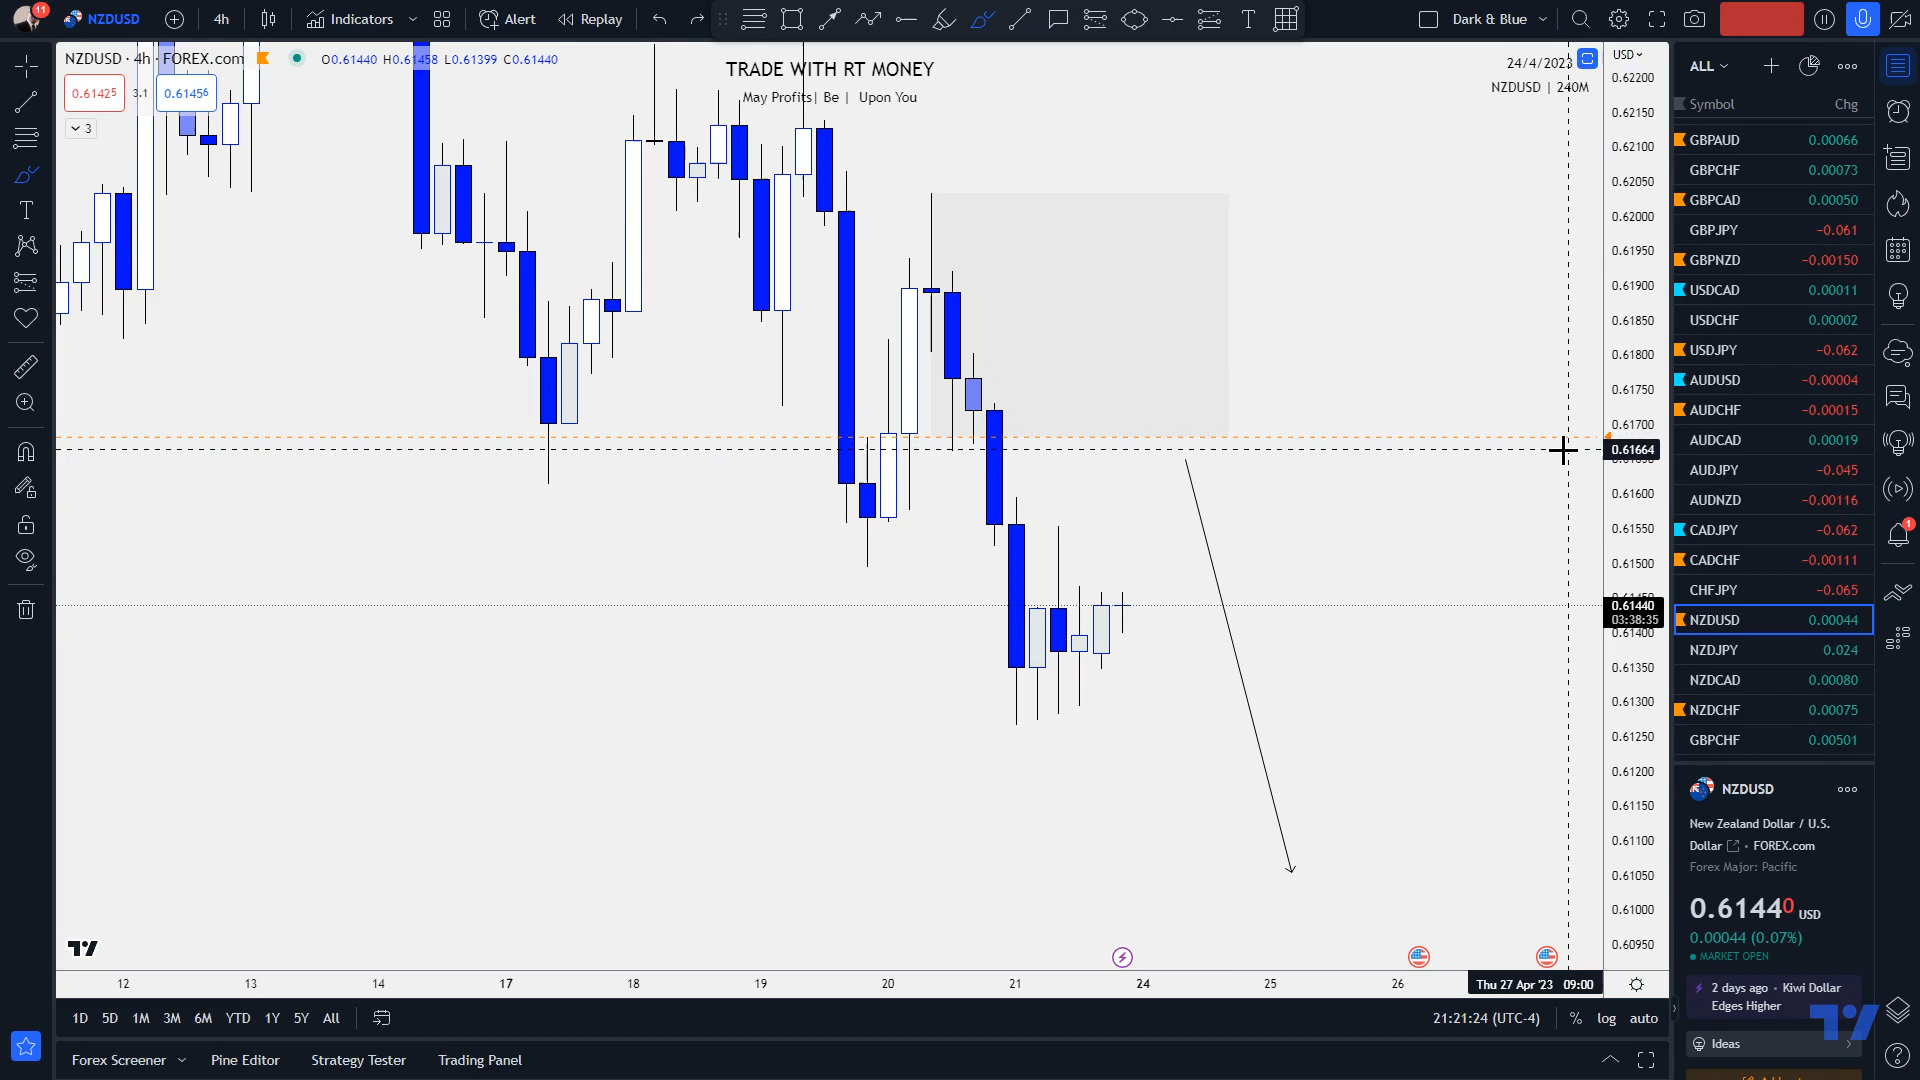 11
NZDUSD
4h
Indicators
Alert
Replay
Dark & Blue
NZDUSD · 4h · FOREX.com
O0.61440 H0.61458 L0.61399 C0.61440
0.61425
3.1
0.61456
3
TRADE WITH RT MONEY
May Profits| Be | Upon You
24/4/2023
NZDUSD | 240M
USD
0.62200
0.62150
0.62100
0.62050
0.62000
0.61950
0.61900
0.61850
0.61800
0.61750
0.61700
0.61664
0.61600
0.61550
0.61500
0.61440
03:38:35
0.61400
0.61350
0.61300
0.61250
0.61200
0.61150
0.61100
0.61050
0.61000
0.60950
12
13
14
17
18
19
20
21
24
25
26
Thu 27 Apr '23 09:00
1D
5D
1M
3M
6M
YTD
1Y
5Y
All
21:21:24 (UTC-4)
%
log
auto
Forex Screener
Pine Editor
Strategy Tester
Trading Panel
ALL
Symbol Chg
GBPAUD 0.00066
GBPCHF 0.00073
GBPCAD 0.00050
GBPJPY −0.061
GBPNZD −0.00150
USDCAD 0.00011
USDCHF 0.00002
USDJPY −0.062
AUDUSD −0.00004
AUDCHF −0.00015
AUDCAD 0.00019
AUDJPY −0.045
AUDNZD −0.00116
CADJPY −0.062
CADCHF −0.00111
CHFJPY −0.065
NZDUSD 0.00044
NZDJPY 0.024
NZDCAD 0.00080
NZDCHF 0.00075
GBPCHF 0.00501
NZDUSD
New Zealand Dollar / U.S.
Dollar • FOREX.com
Forex Major: Pacific
0.61440 USD
0.00044 (0.07%)
MARKET OPEN
2 days ago • Kiwi Dollar
Edges Higher
Ideas
1